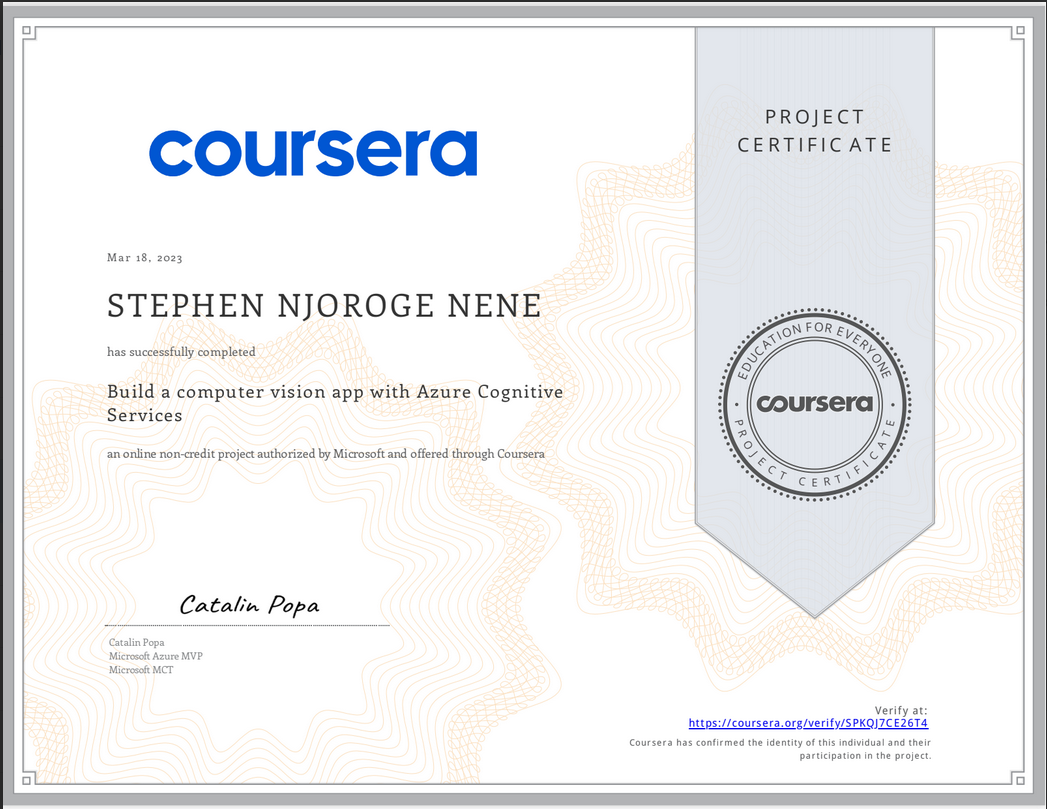 coursera
PROJECT
CERTIFICATE
Mar 18, 2023
STEPHEN NJOROGE NENE
has successfully completed
Build a computer vision app with Azure Cognitive
Services
an online non-credit project authorized by Microsoft and offered through Coursera
EDUCATION FOR EVERYONE
coursera
PROJECT CERTIFICATE
Catalin Popa
Catalin Popa
Microsoft Azure MVP
Microsoft MCT
Verify at:
https://coursera.org/verify/SPKQJ7CE26T4
Coursera has confirmed the identity of this individual and their
participation in the project.